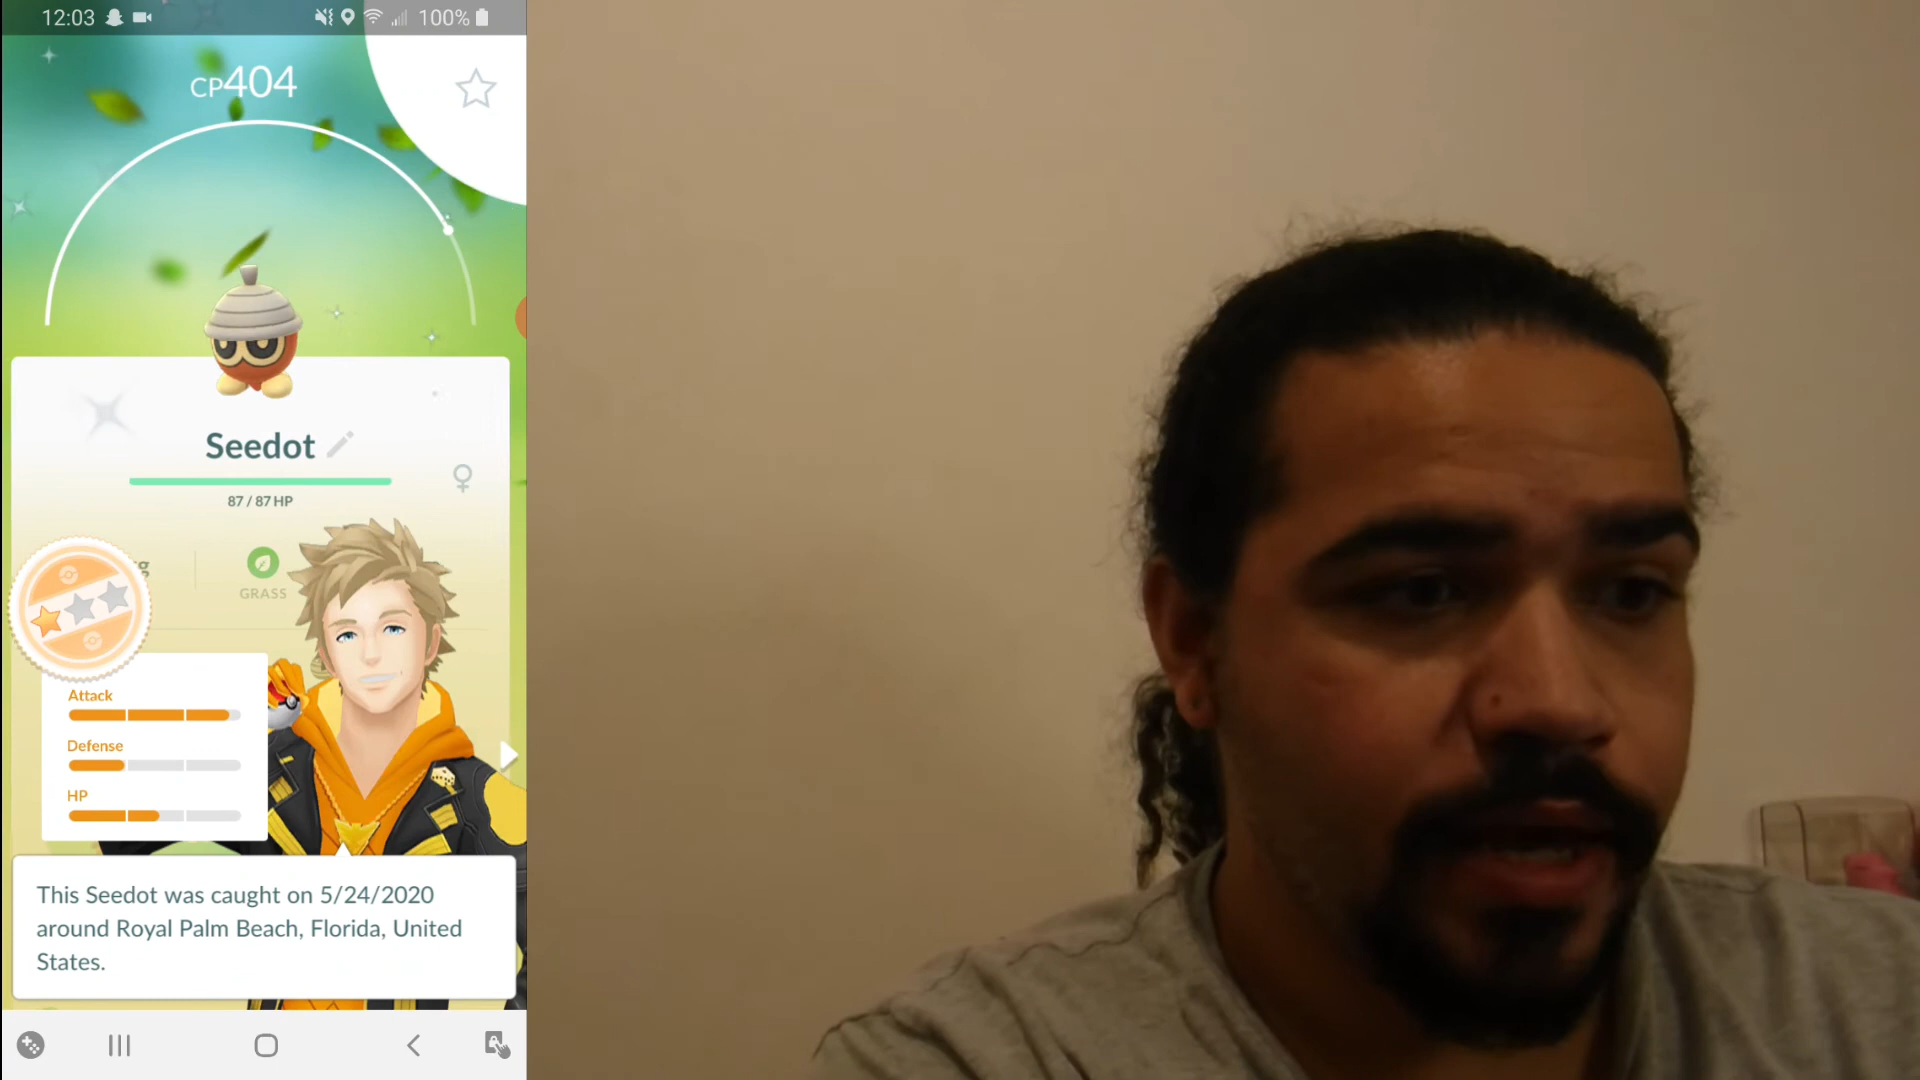 12:03
100%
CP404
Seedot
87 / 87 HP
GRASS
Attack
Defense
HP
This Seedot was caught on 5/24/2020
around Royal Palm Beach, Florida, United
States.